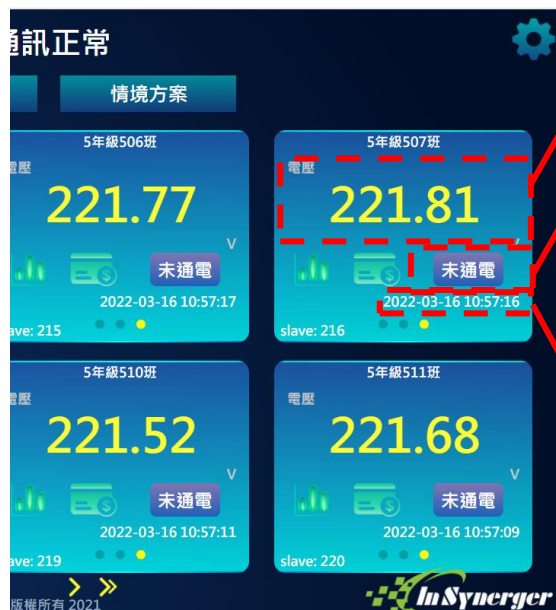 通訊正常
情境方案
5年級506班
電壓
221.77
V
未通電
2022-03-16 10:57:17
slave: 215
5年級507班
電壓
221.81
V
未通電
2022-03-16 10:57:16
slave: 216
5年級510班
電壓
221.52
V
未通電
2022-03-16 10:57:11
slave: 219
5年級511班
電壓
221.68
V
未通電
2022-03-16 10:57:09
slave: 220
版權所有 2021
InSynerger